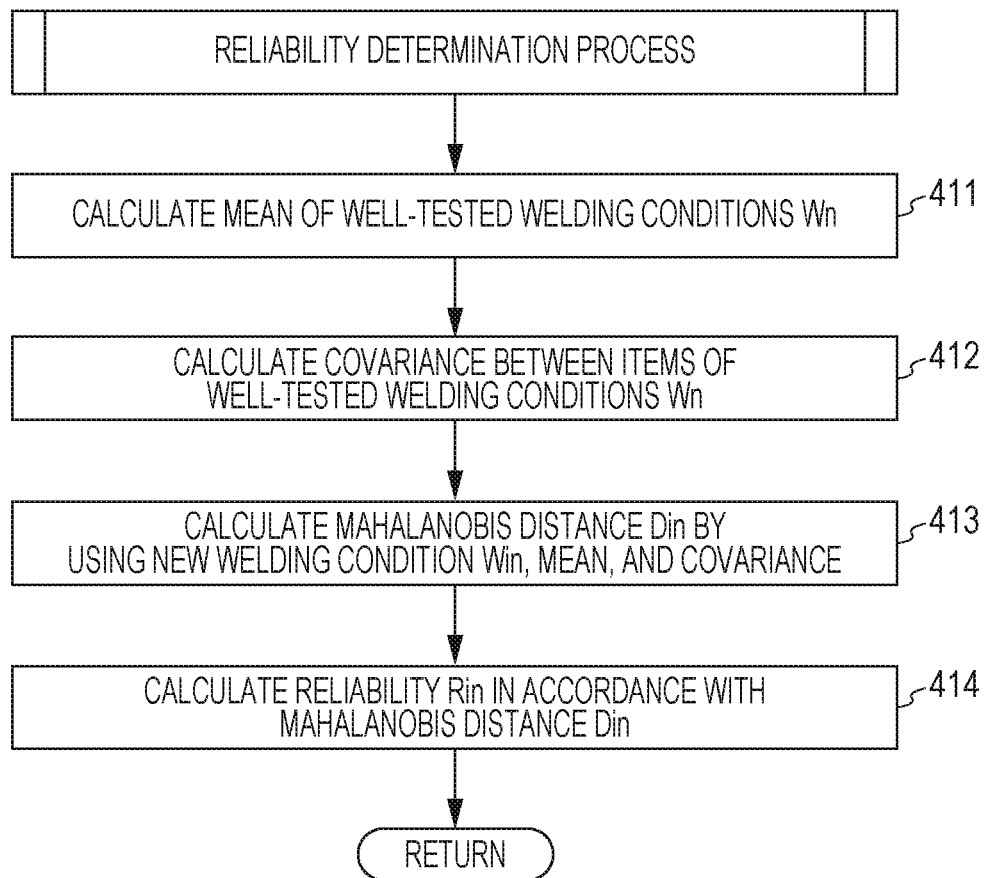 RELIABILITY DETERMINATION PROCESS
CALCULATE MEAN OF WELL-TESTED WELDING CONDITIONS Wn
411
CALCULATE COVARIANCE BETWEEN ITEMS OF
WELL-TESTED WELDING CONDITIONS Wn
412
CALCULATE MAHALANOBIS DISTANCE Din BY
USING NEW WELDING CONDITION Win, MEAN, AND COVARIANCE
413
CALCULATE RELIABILITY Rin IN ACCORDANCE WITH
MAHALANOBIS DISTANCE Din
414
RETURN